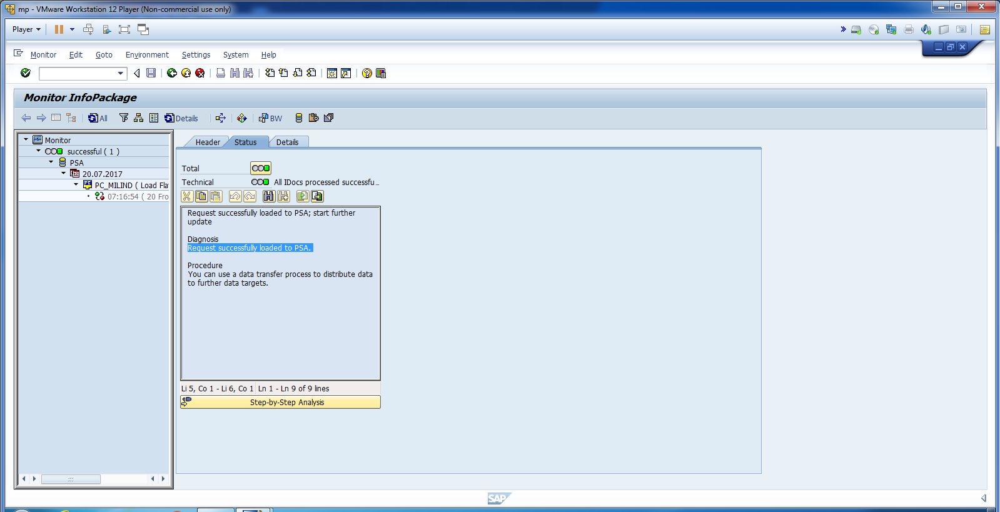 mp - VMware Workstation 12 Player (Non-commercial use only)
Player
Monitor Edit Goto Environment Settings System Help
Monitor InfoPackage
All Details BW
Monitor
successful ( 1 )
PSA
20.07.2017
PC_MILIND ( Load Fla
07:16:54 ( 20 Fro
Header Status Details
Total
Technical All IDocs processed successfu...
Request successfully loaded to PSA; start further
update
Diagnosis
Request successfully loaded to PSA.
Procedure
You can use a data transfer process to distribute data
to further data targets.
Li 5, Co 1 - Li 6, Co 1 Ln 1 - Ln 9 of 9 lines
Step-by-Step Analysis
SAP